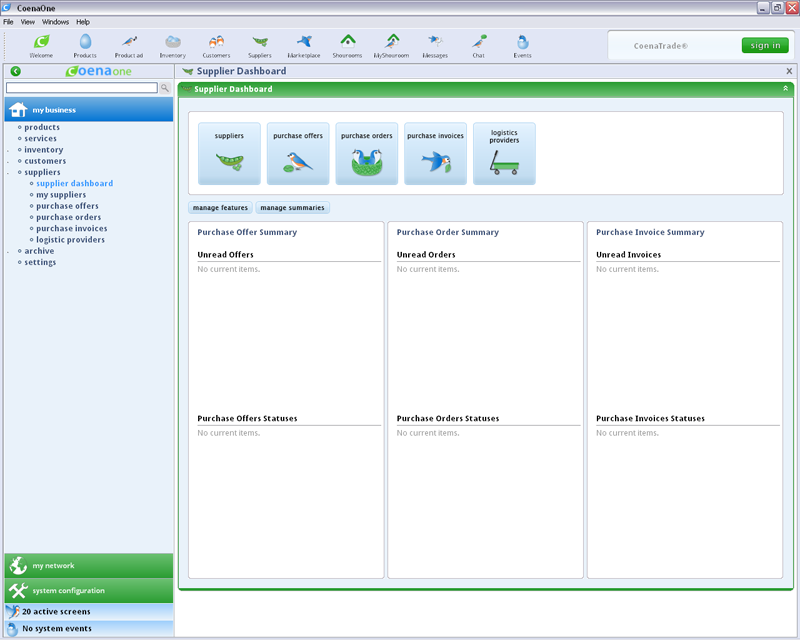 CoenaOne
File View Windows Help
Welcome Products Product ad Inventory Customers Suppliers Marketplace Showrooms MyShowroom Messages Chat Events
CoenaTrade®
sign in
Coenaone
Supplier Dashboard
X
Supplier Dashboard
my business
products
services
inventory
customers
suppliers
supplier dashboard
my suppliers
purchase offers
purchase orders
purchase invoices
logistic providers
archive
settings
my network
system configuration
20 active screens
No system events
suppliers
purchase offers
purchase orders
purchase invoices
logistics
providers
manage features
manage summaries
Purchase Offer Summary
Unread Offers
No current items.
Purchase Offers Statuses
No current items.
Purchase Order Summary
Unread Orders
No current items.
Purchase Orders Statuses
No current items.
Purchase Invoice Summary
Unread Invoices
No current items.
Purchase Invoices Statuses
No current items.